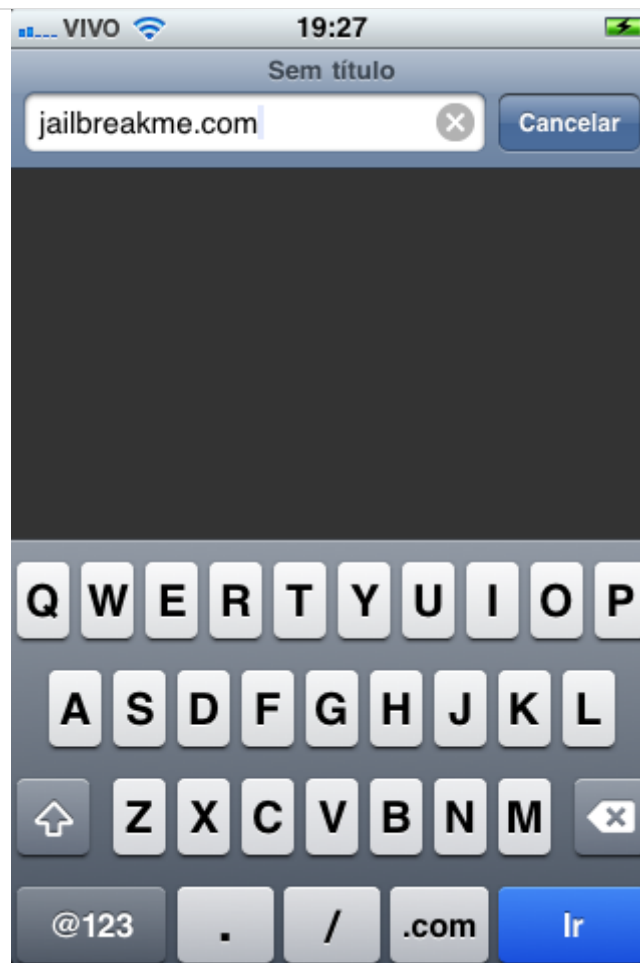 VIVO 19:27
Sem título
jailbreakme.com Cancelar
Q W E R T Y U I O P
A S D F G H J K L
Z X C V B N M
@123 . / .com Ir